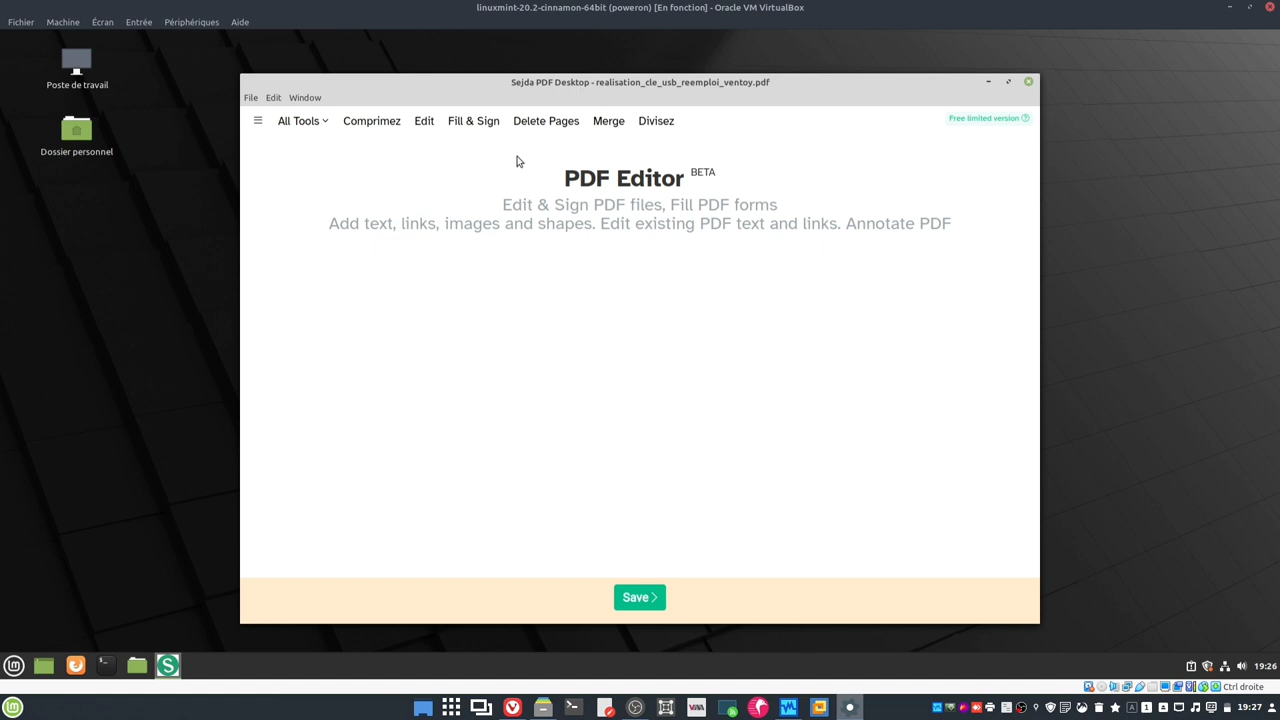 linuxmint-20.2-cinnamon-64bit (poweron) [En fonction] - Oracle VM VirtualBox
Fichier Machine Écran Entrée Périphériques Aide
Poste de travail
Dossier personnel
Sejda PDF Desktop - realisation_cle_usb_reemploi_ventoy.pdf
File Edit Window
All Tools Comprimez Edit Fill & Sign Delete Pages Merge Divisez
Free limited version
PDF Editor BETA
Edit & Sign PDF files, Fill PDF forms
Add text, links, images and shapes. Edit existing PDF text and links. Annotate PDF
Save
19:26
Ctrl droite
19:27